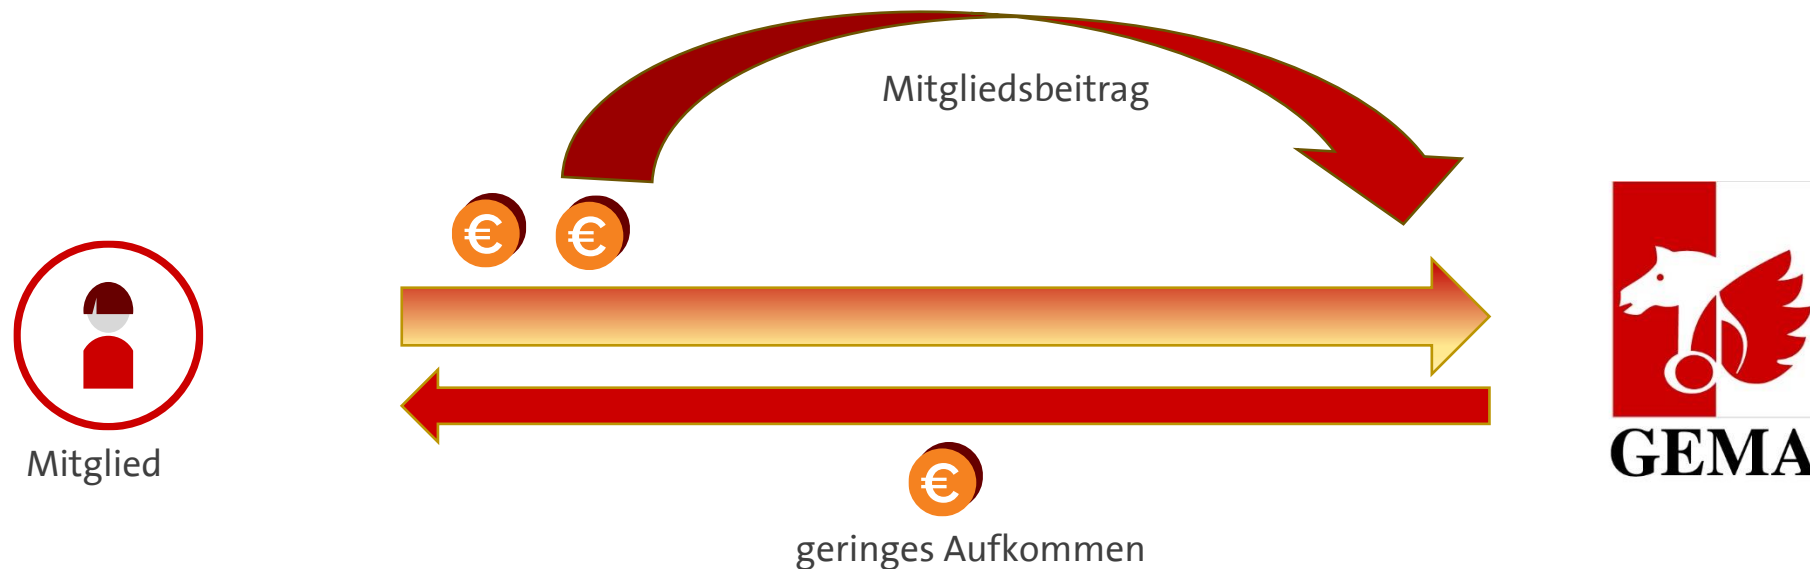 Mitgliedsbeitrag
€ €
Mitglied
GEMA
€
geringes Aufkommen